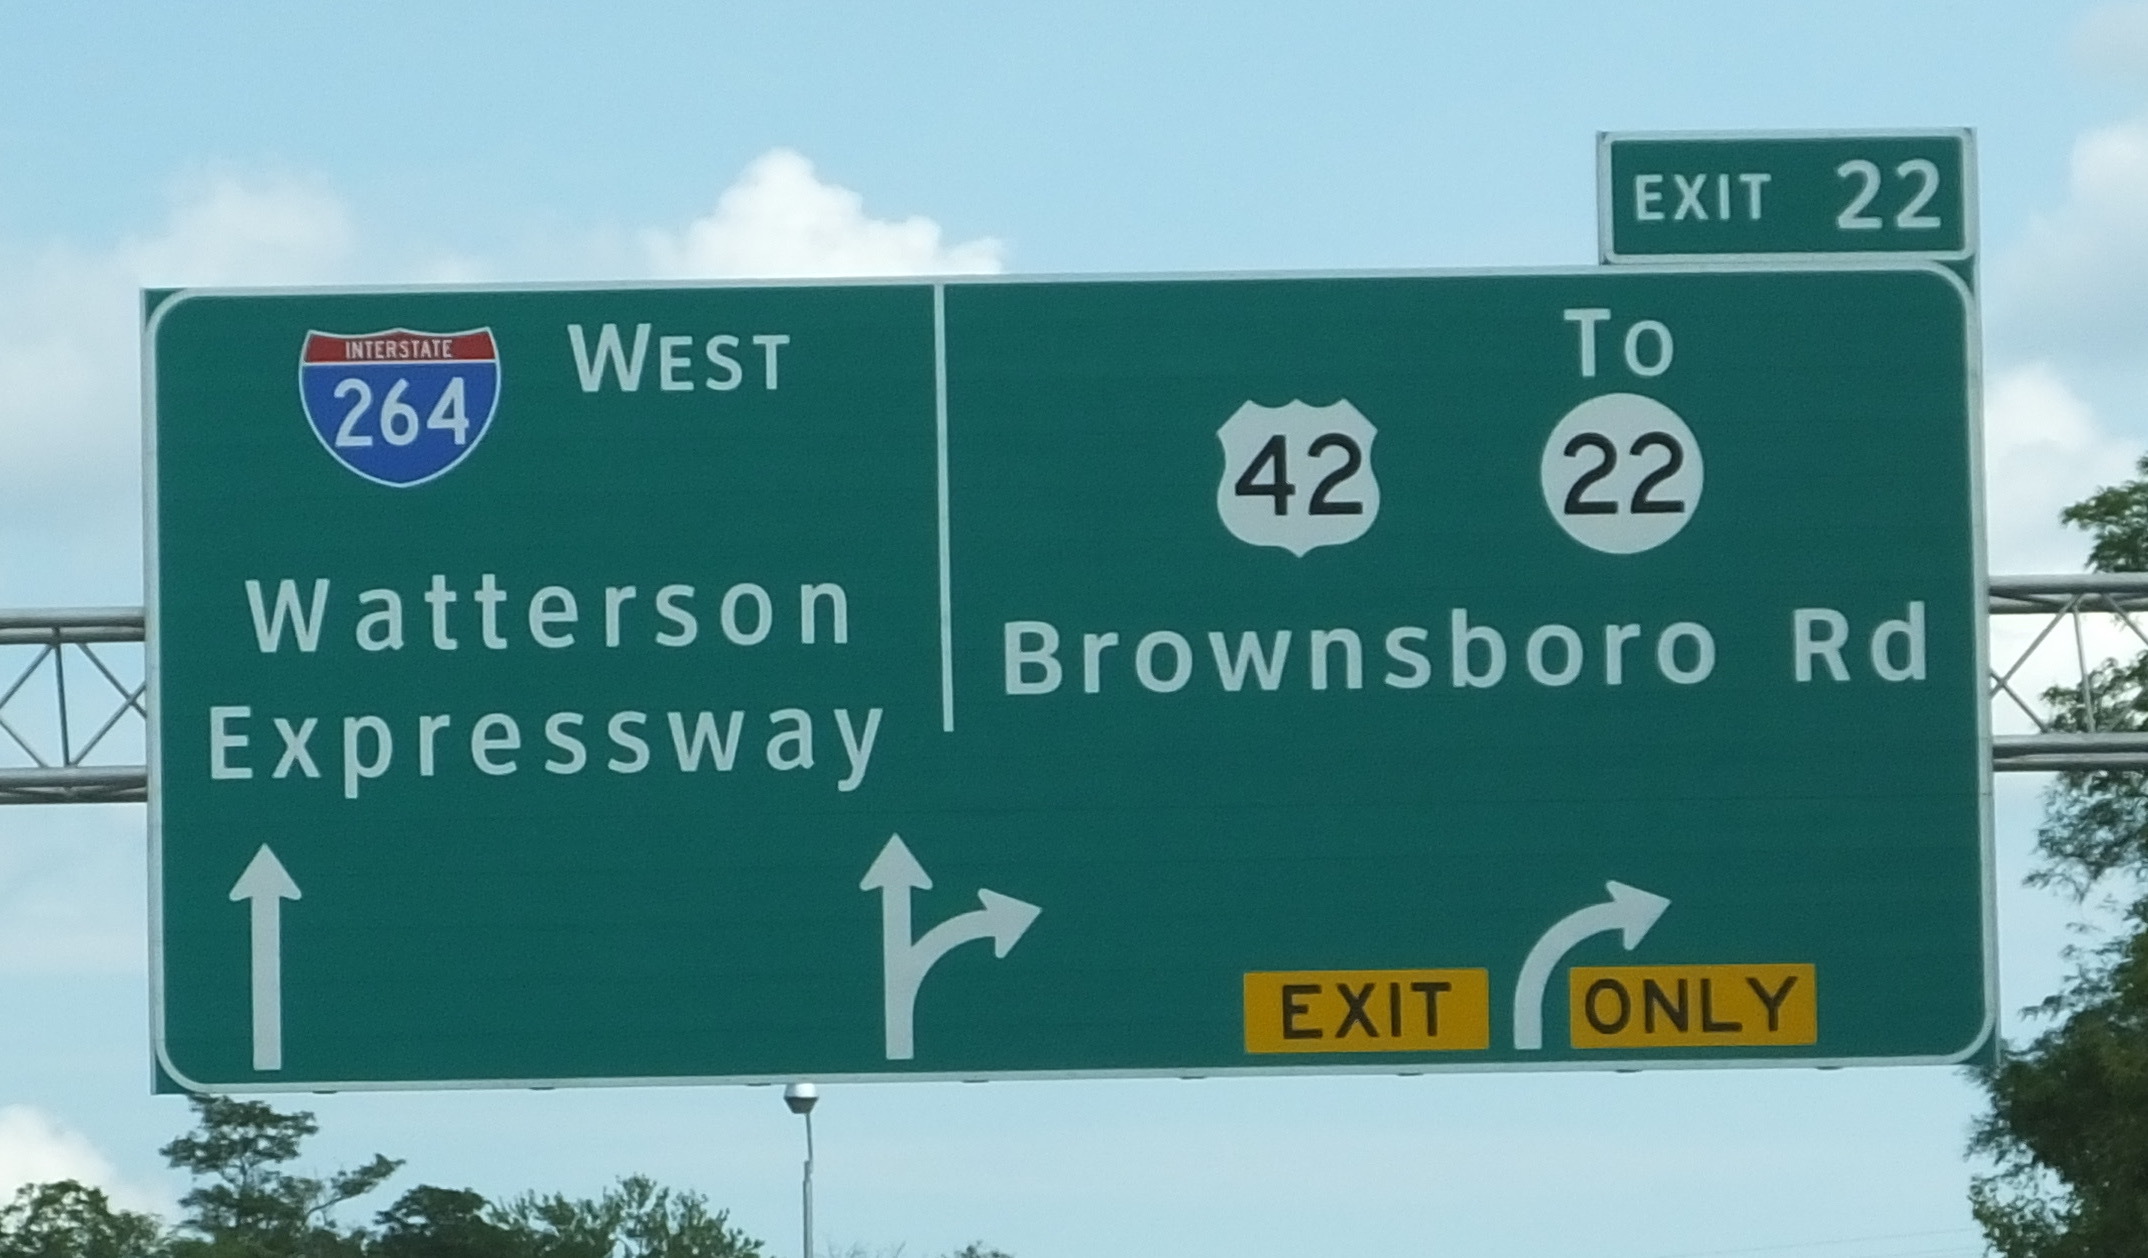 EXIT 22
INTERSTATE
264
WEST
Watterson
Expressway
To
42 22
Brownsboro Rd
EXIT ONLY